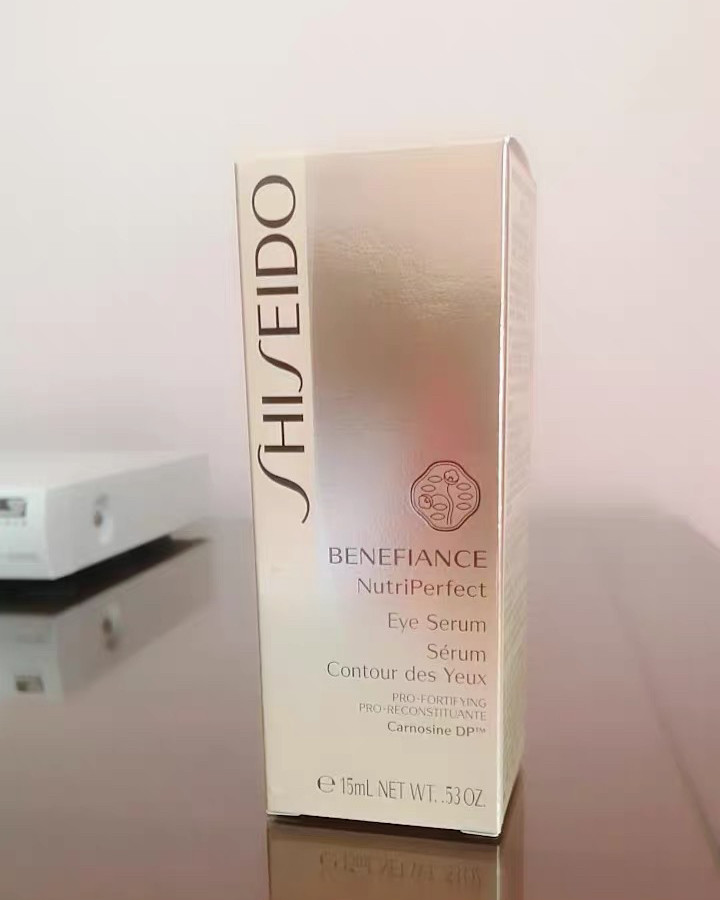 SHISEIDO
BENEFIANCE
NutriPerfect
Eye Serum
Sérum
Contour des Yeux
PRO-FORTIFYING
PRO-RECONSTITUANTE
Carnosine DP™
℮ 15mL NET WT. .53 OZ.